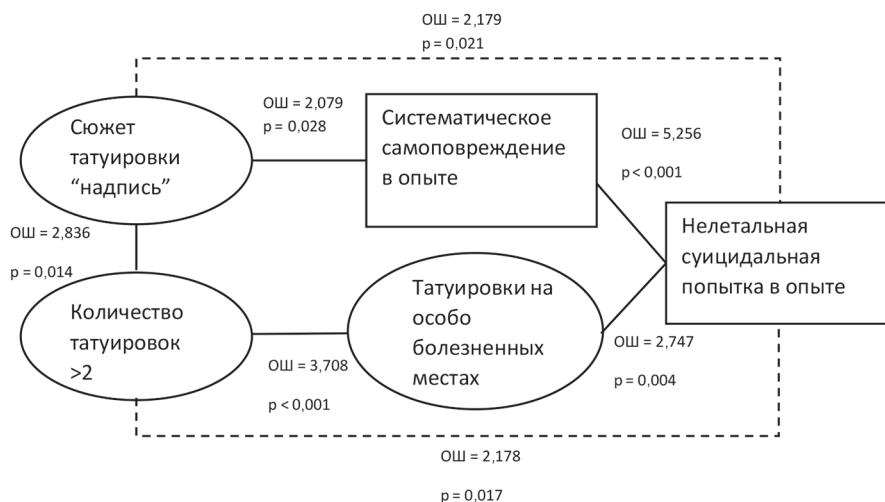 ОШ = 2,179
p = 0,021
ОШ = 2,079
p = 0,028
Сюжет
татуировки
“надпись”
Систематическое
самоповреждение
в опыте
ОШ = 5,256
p < 0,001
ОШ = 2,836
p = 0,014
Нелетальная
суицидальная
попытка в опыте
Количество
татуировок
>2
Татуировки на
особо
болезненных
местах
ОШ = 3,708
p < 0,001
ОШ = 2,747
p = 0,004
ОШ = 2,178
p = 0,017